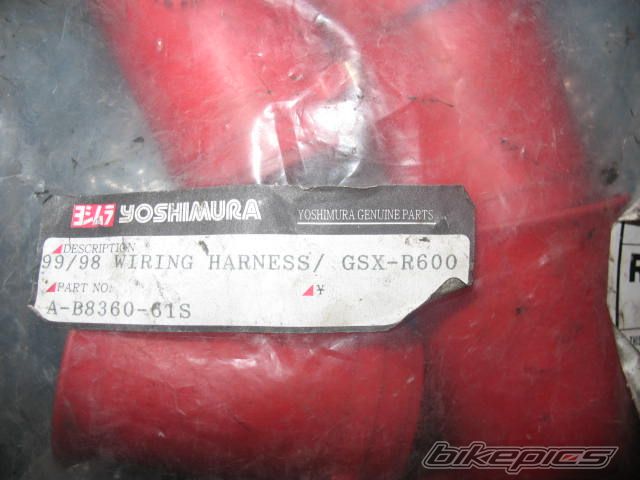 ヨシムラ YOSHIMURA YOSHIMURA GENUINE PARTS
DESCRIPTION
99/98 WIRING HARNESS/ GSX-R600
PART NO: ¥
A-B8360-61S
R
bikepics